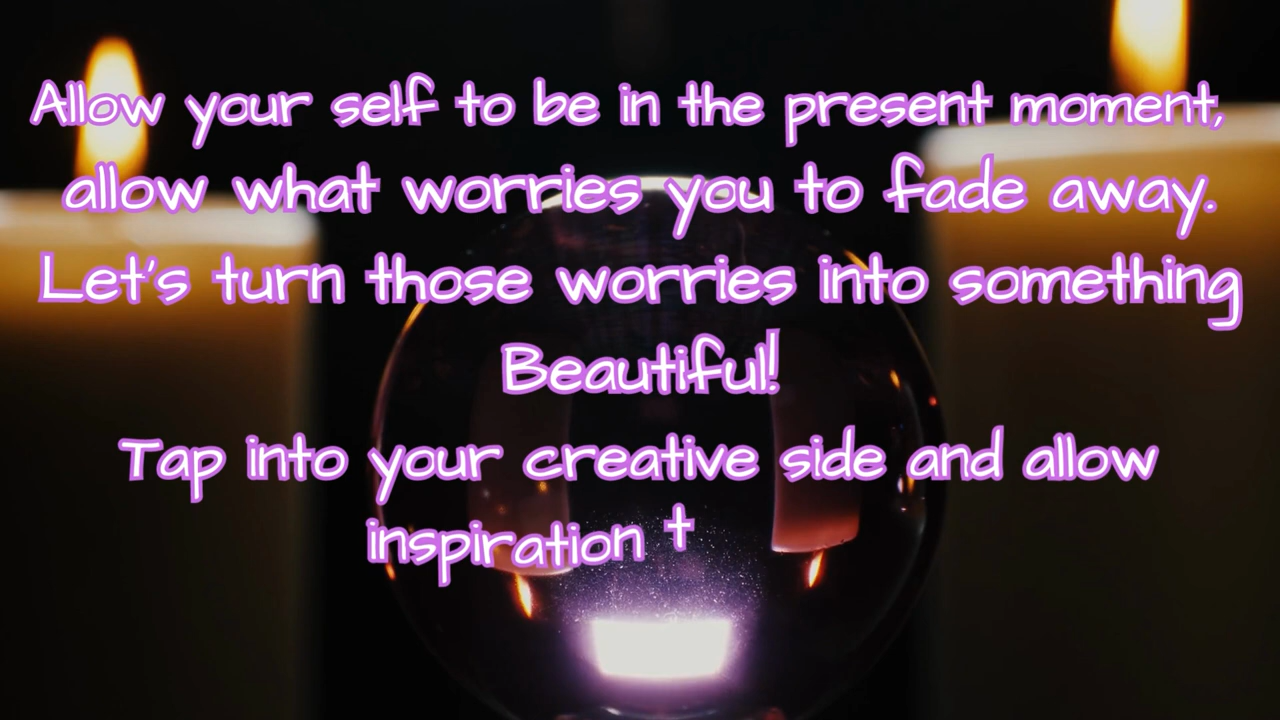 Allow your self to be in the present moment,
allow what worries you to fade away.
Let's turn those worries into something
Beautiful!
Tap into your creative side and allow
inspiration t